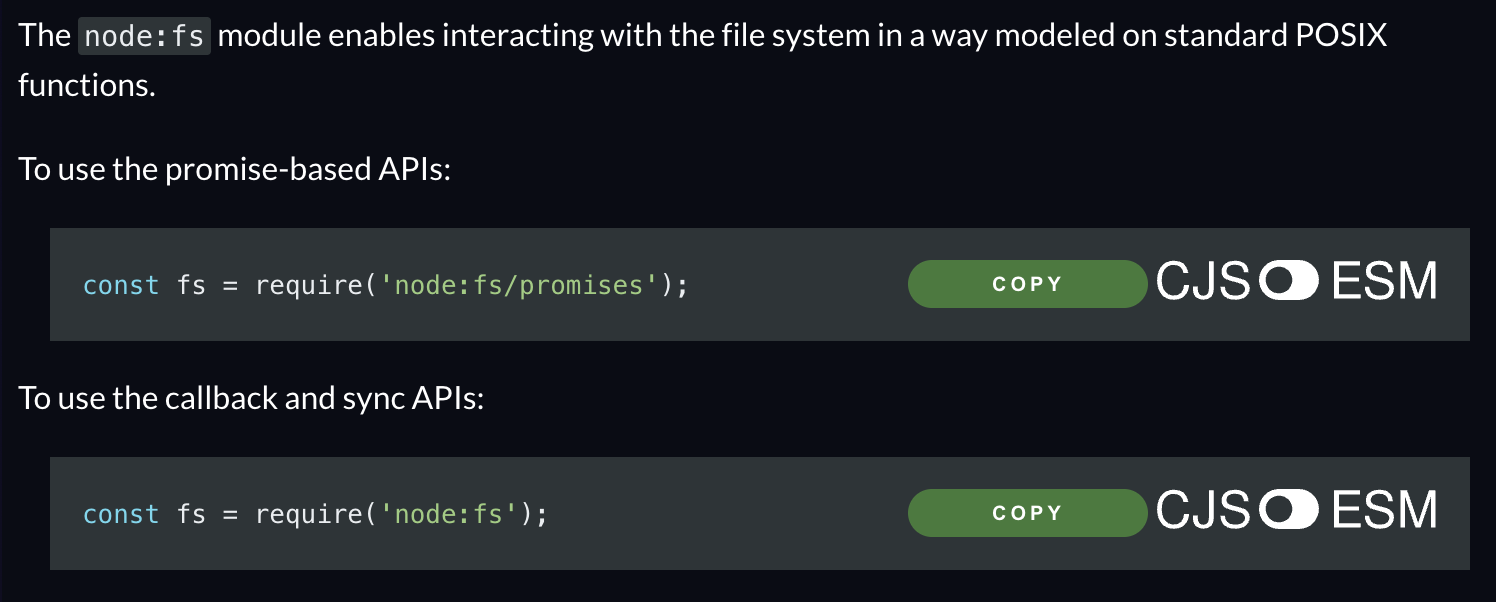 The node:fs module enables interacting with the file system in a way modeled on standard POSIX
functions.
To use the promise-based APIs:
const fs = require('node:fs/promises'); COPY CJS ESM
To use the callback and sync APIs:
const fs = require('node:fs'); COPY CJS ESM